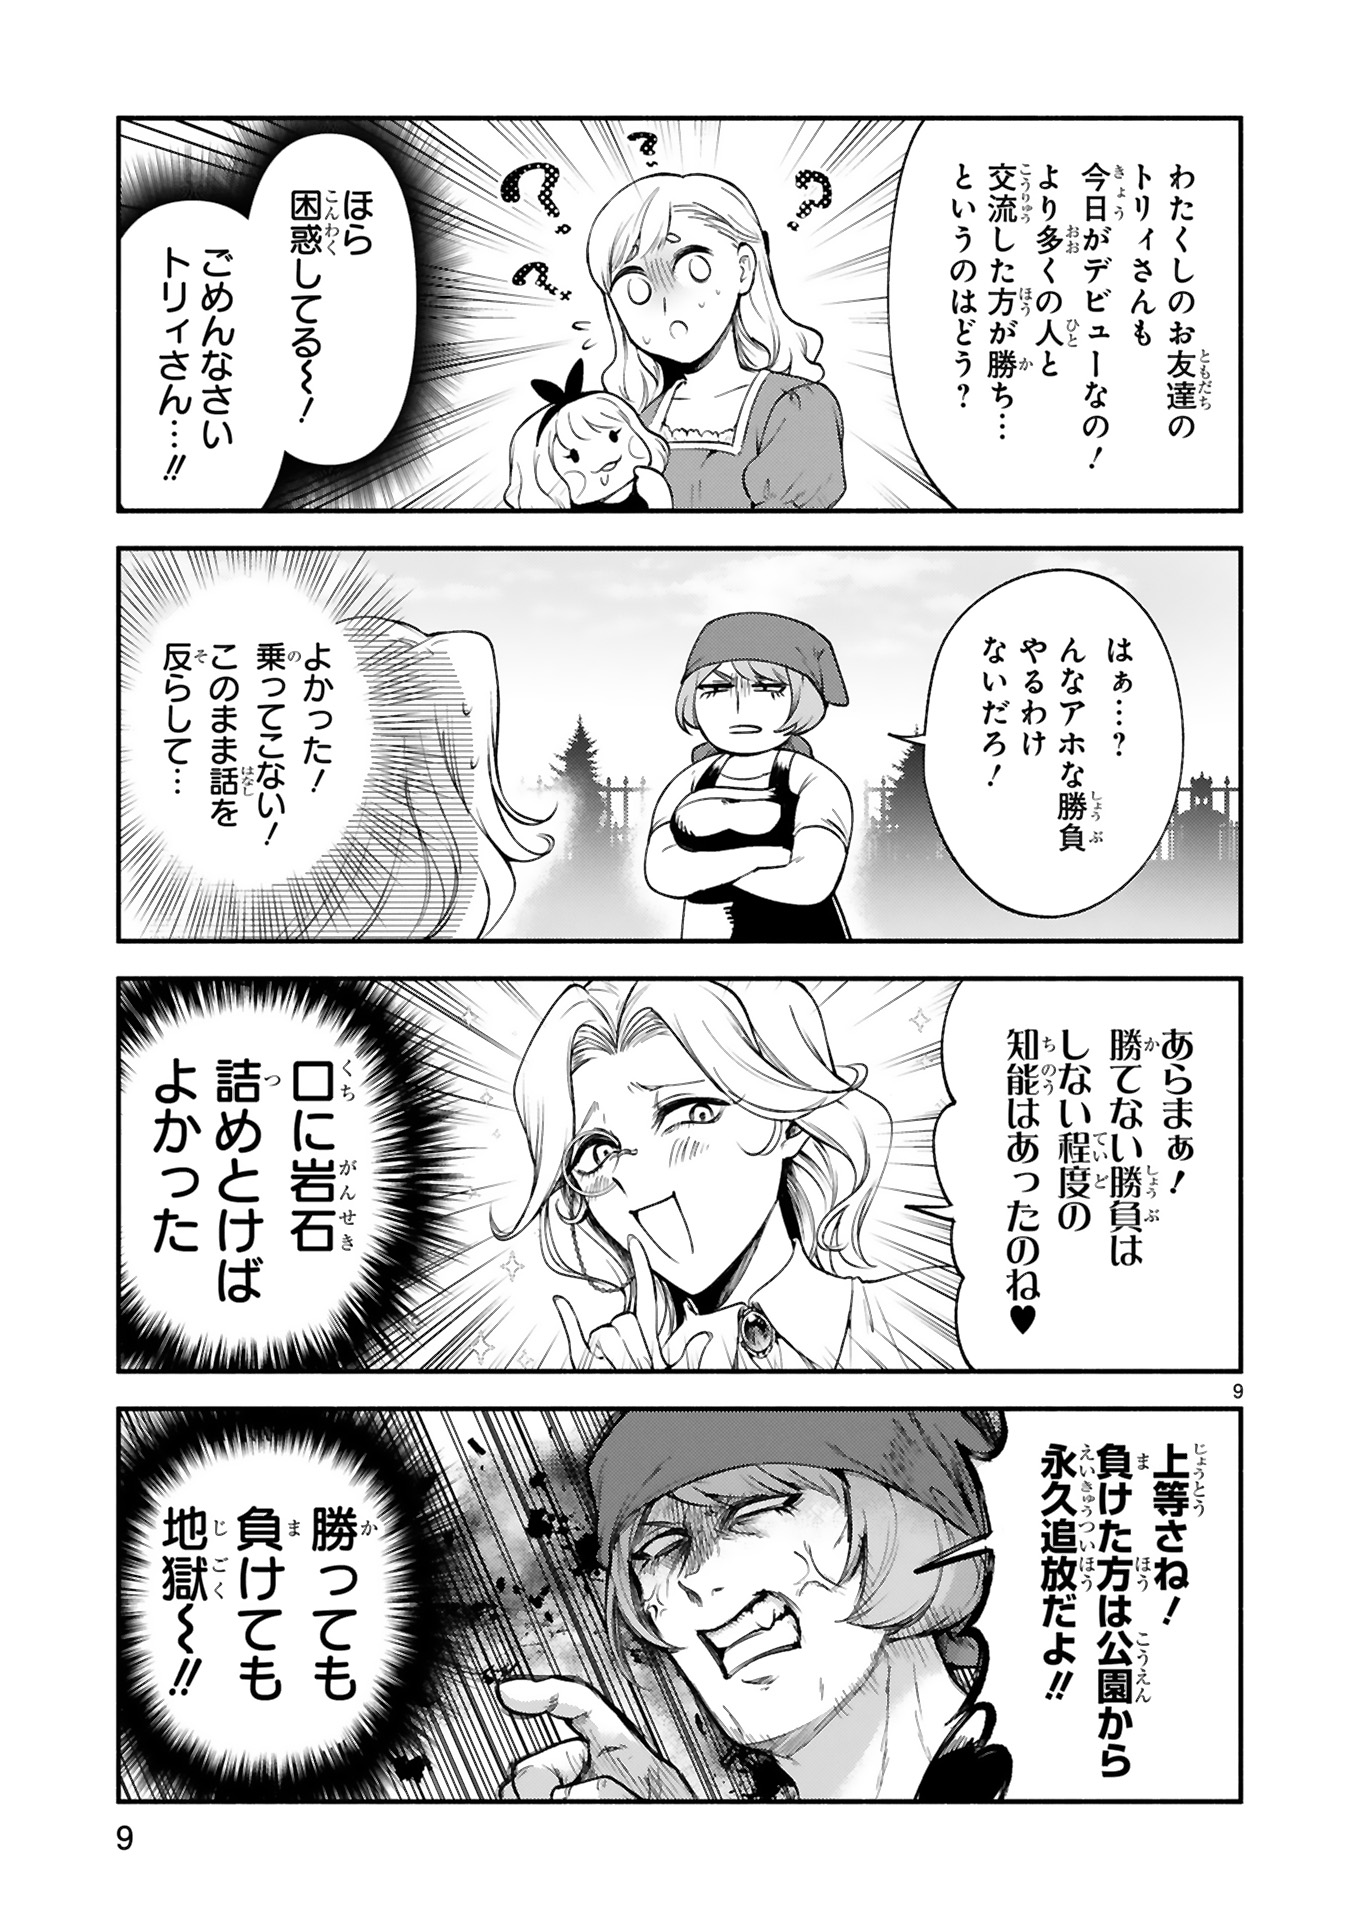 わたくしのお友達の
トリィさんも
今日がデビューなの！
より多くの人と
交流した方が勝ち…
というのはどう？
ほら
困惑してる〜！
ごめんなさい
トリィさん…!!
はぁ…？
んなアホな勝負
やるわけ
ないだろ！
よかった！
乗ってこない！
このまま話を
反らして…
あらまぁ！
勝てない勝負は
しない程度の
知能はあったのね♥
口に岩石
詰めとけば
よかった
9
上等さね！
負けた方は公園から
永久追放だよ!!
勝っても
負けても
地獄〜!!
9